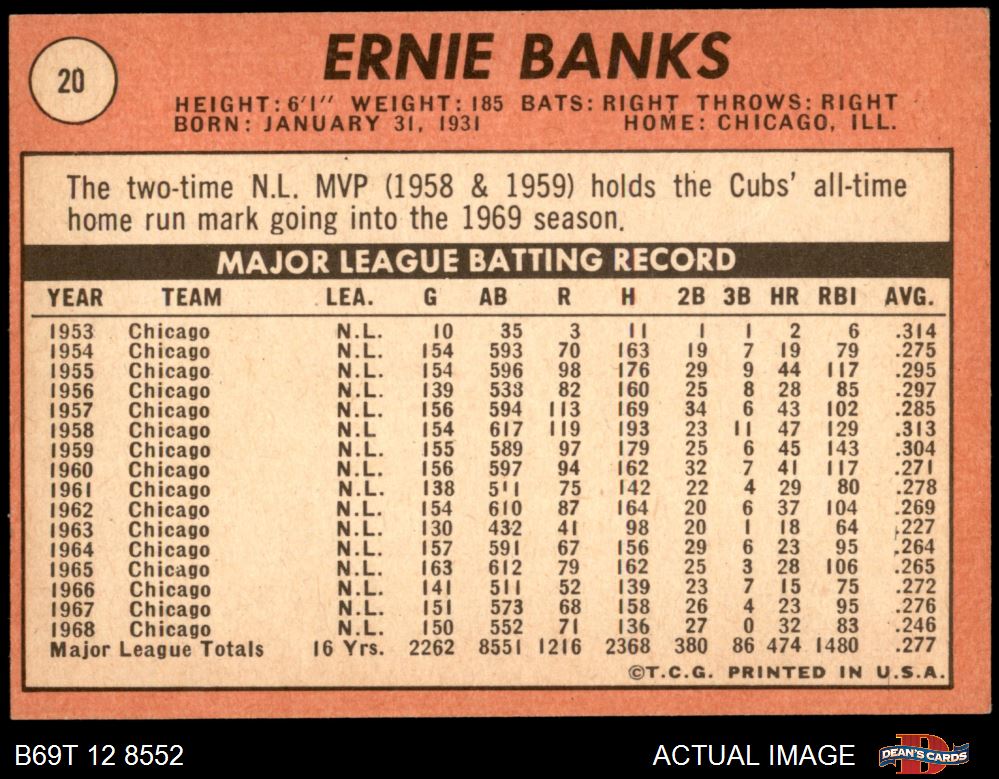 20
ERNIE BANKS
HEIGHT: 6'1" WEIGHT: 185 BATS: RIGHT THROWS: RIGHT
BORN: JANUARY 31, 1931 HOME: CHICAGO, ILL.
The two-time N.L. MVP (1958 & 1959) holds the Cubs' all-time
home run mark going into the 1969 season.
MAJOR LEAGUE BATTING RECORD
YEAR TEAM LEA. G AB R H 2B 3B HR RBI AVG.
1953 Chicago N.L. 10 35 3 11 1 1 2 6 .314
1954 Chicago N.L. 154 593 70 163 19 7 19 79 .275
1955 Chicago N.L. 154 596 98 176 29 9 44 117 .295
1956 Chicago N.L. 139 538 82 160 25 8 28 85 .297
1957 Chicago N.L. 156 594 113 169 34 6 43 102 .285
1958 Chicago N.L 154 617 119 193 23 11 47 129 .313
1959 Chicago N.L. 155 589 97 179 25 6 45 143 .304
1960 Chicago N.L. 156 597 94 162 32 7 41 117 .271
1961 Chicago N.L. 138 511 75 142 22 4 29 80 .278
1962 Chicago N.L. 154 610 87 164 20 6 37 104 .269
1963 Chicago N.L. 130 432 41 98 20 1 18 64 .227
1964 Chicago N.L. 157 591 67 156 29 6 23 95 .264
1965 Chicago N.L. 163 612 79 162 25 3 28 106 .265
1966 Chicago N.L. 141 511 52 139 23 7 15 75 .272
1967 Chicago N.L. 151 573 68 158 26 4 23 95 .276
1968 Chicago N.L. 150 552 71 136 27 0 32 83 .246
Major League Totals 16 Yrs. 2262 8551 1216 2368 380 86 474 1480 .277
©T.C.G. PRINTED IN U.S.A.
B69T 12 8552 ACTUAL IMAGE DEAN'S CARDS